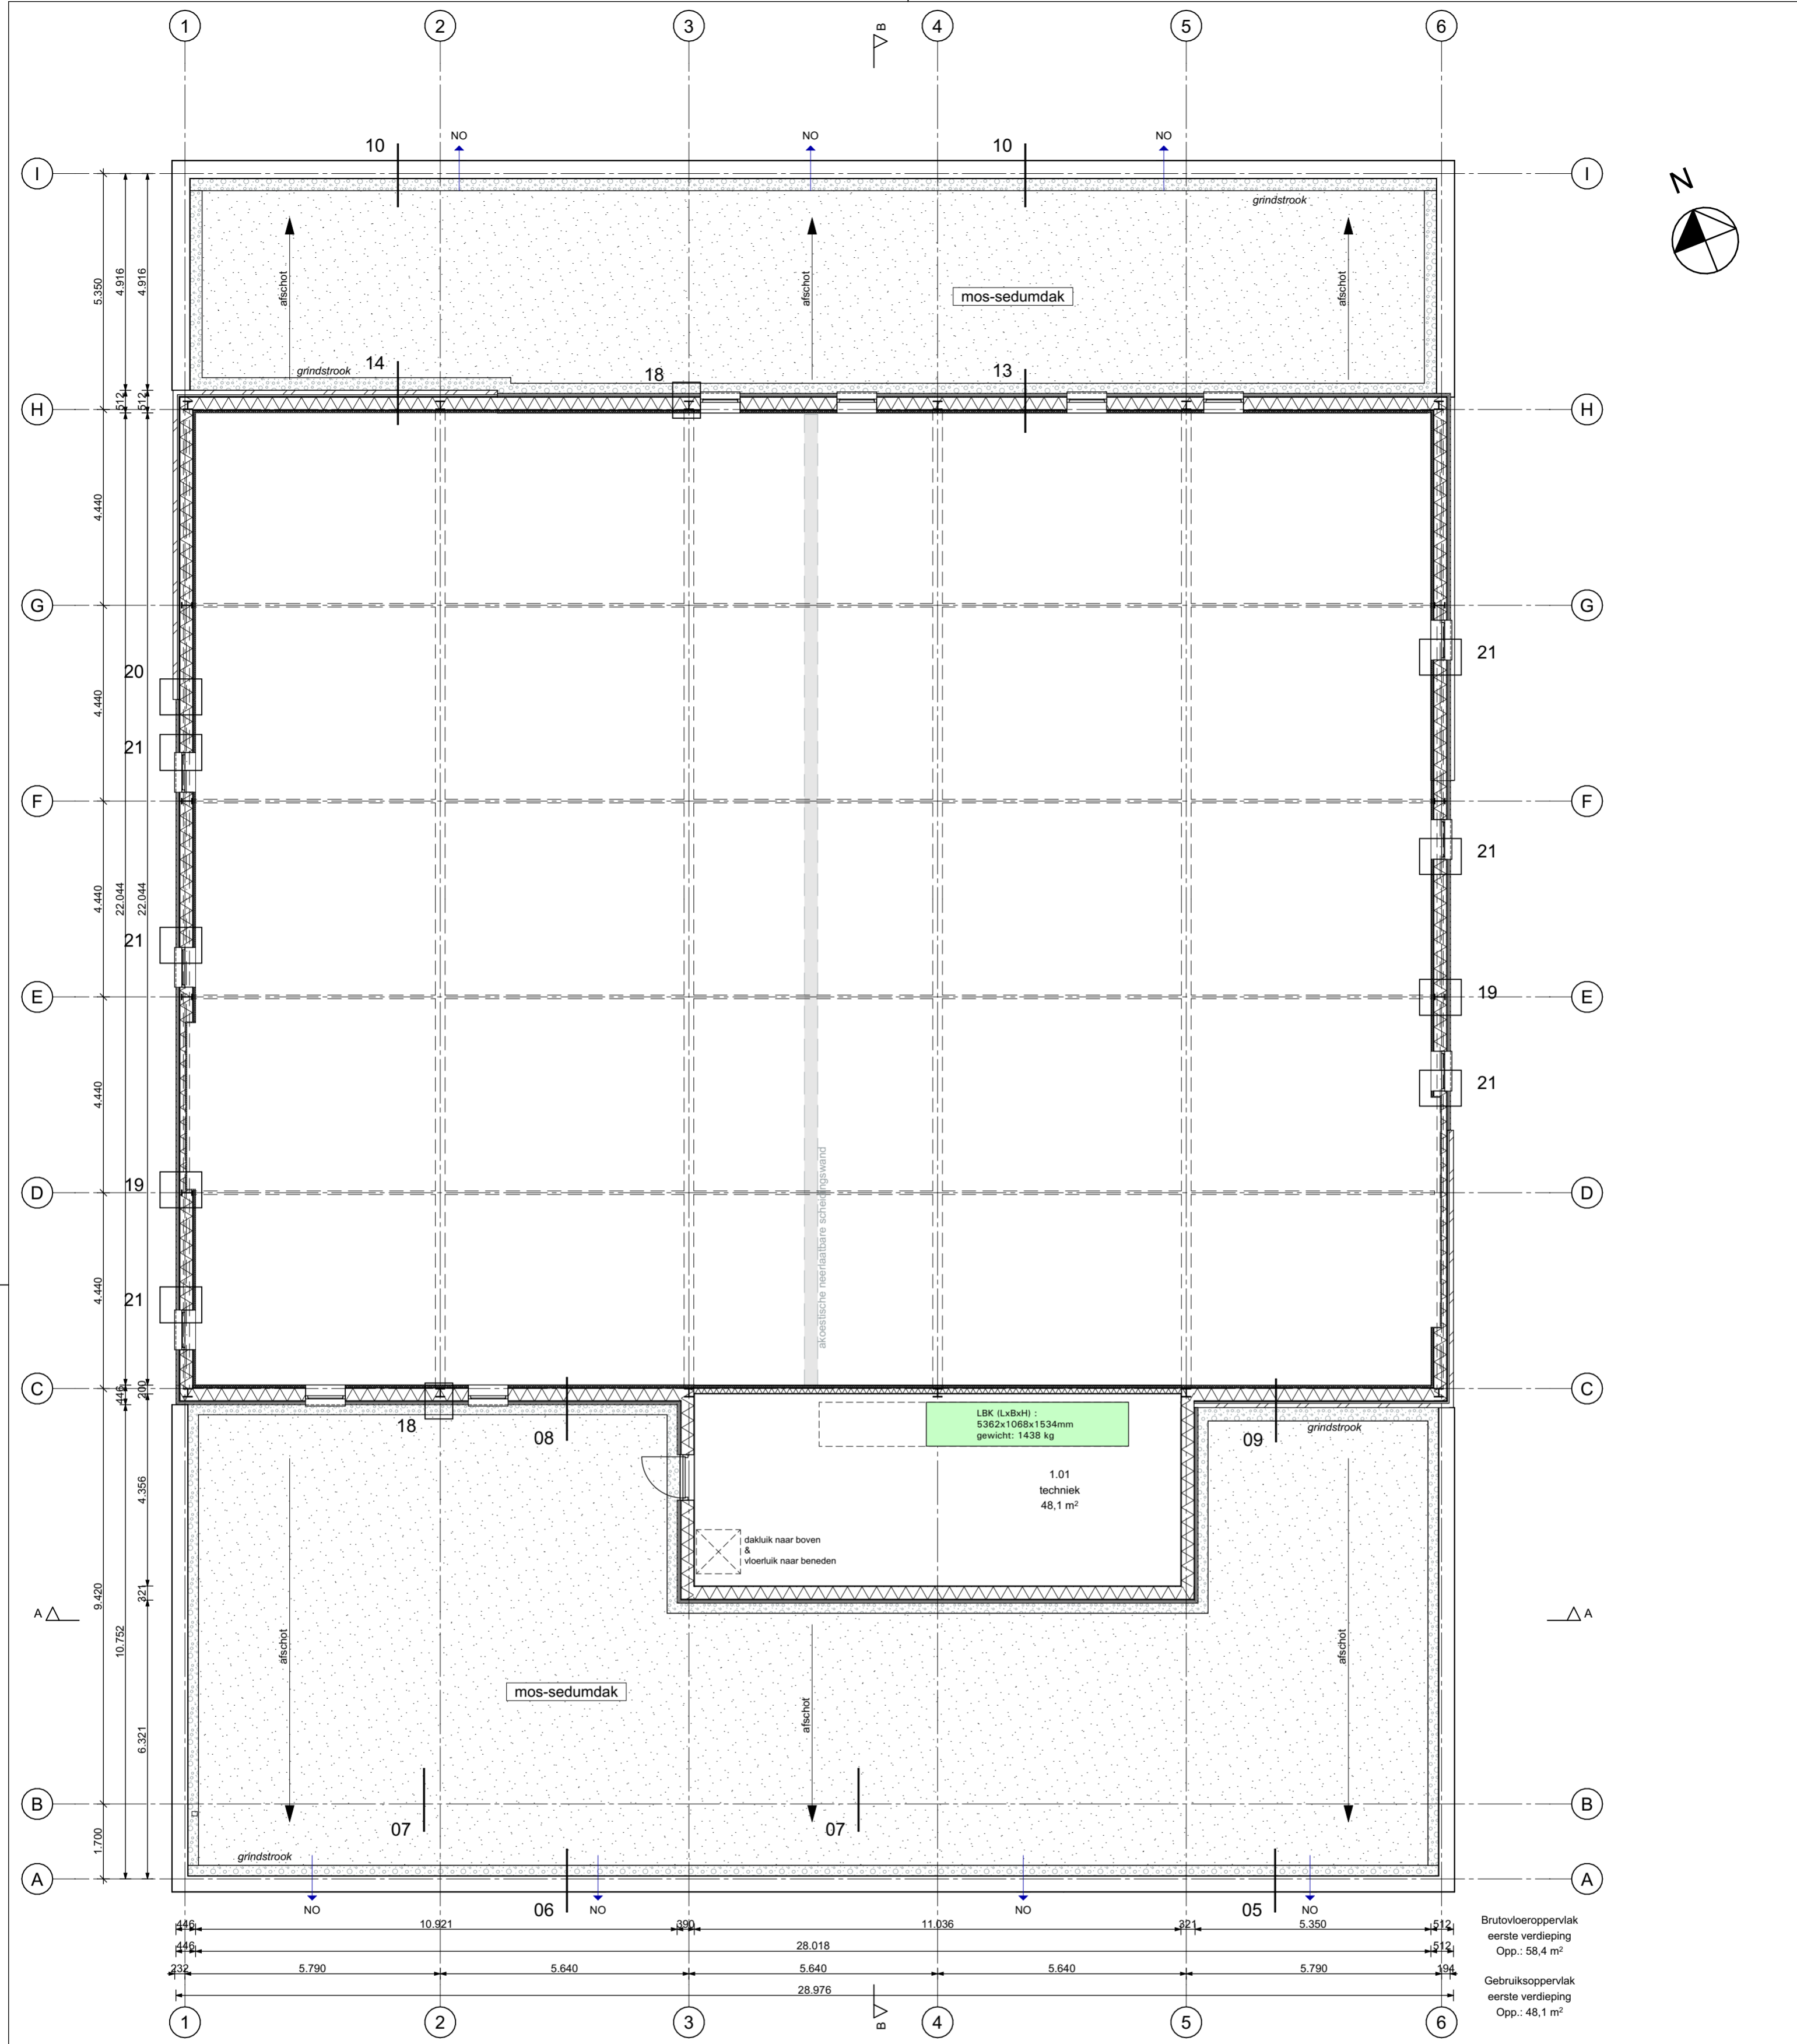 1 2 3 4 5 6
B
NO NO NO
10 10
I I
N
grindstrook
afschot afschot afschot
mos-sedumdak
5.350
4.916
4.916
14 18 13
grindstrook
512
512
H H
4.440
G G
20 21
4.440
21
F F
21
4.440
22.044
22.044
21
E 19 E
4.440
21
akoestische neerlaatbare scheidingswand
D 19 D
4.440
21
C C
446
200
LBK (LxBxH) :
5362x1068x1534mm
gewicht: 1438 kg
18 08 09
grindstrook
1.01
techniek
48,1 m²
4.356
dakluik naar boven
&
vloerluik naar beneden
9.420
321
A A
10.752
afschot afschot
mos-sedumdak
afschot
6.321
B B
07 07
1.700
grindstrook
A A
06 05
NO NO NO NO
446 10.921 390 11.036 321 5.350 512
446 28.018 512
232 5.790 5.640 5.640 5.640 5.790 194
28.976
Brutovloeroppervlak
eerste verdieping
Opp.: 58,4 m²
Gebruiksoppervlak
eerste verdieping
Opp.: 48,1 m²
B
1 2 3 4 5 6